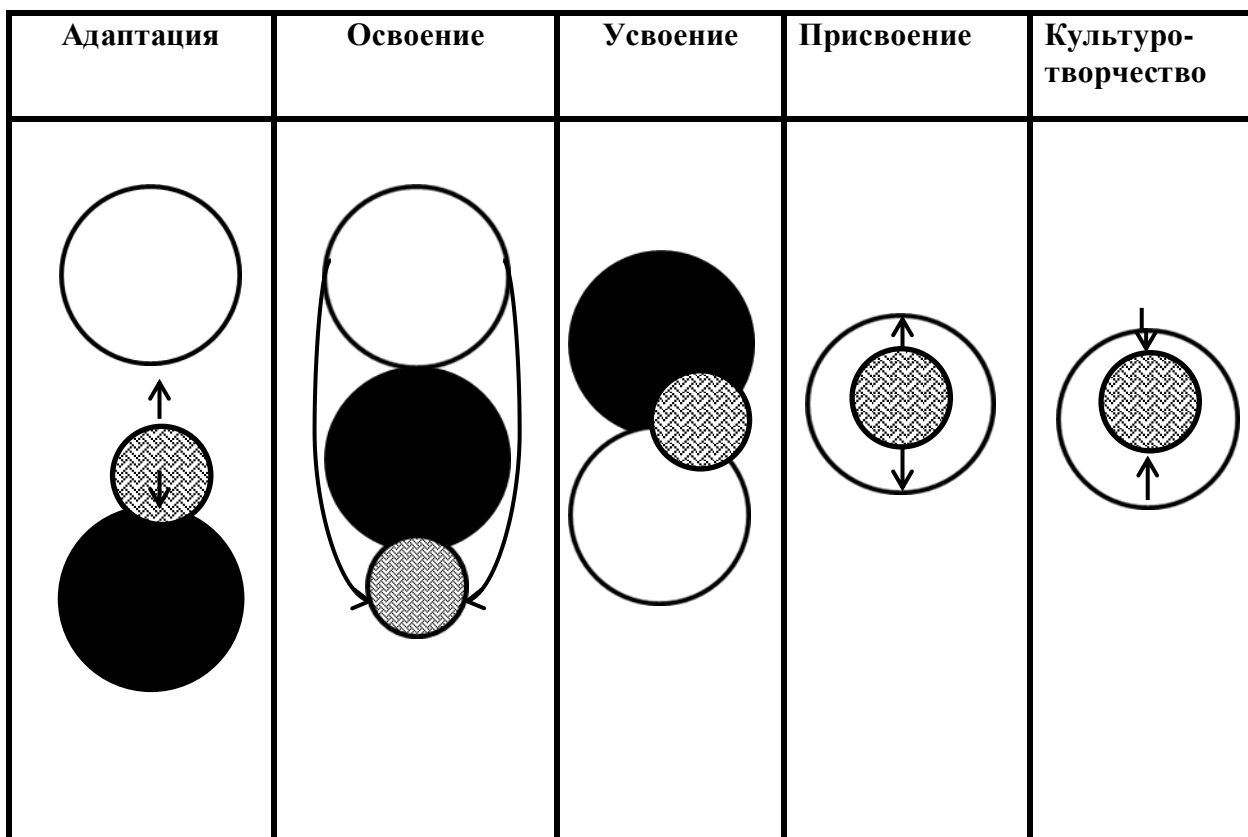 Адаптация
Освоение
Усвоение
Присвоение
Культуро-
творчество